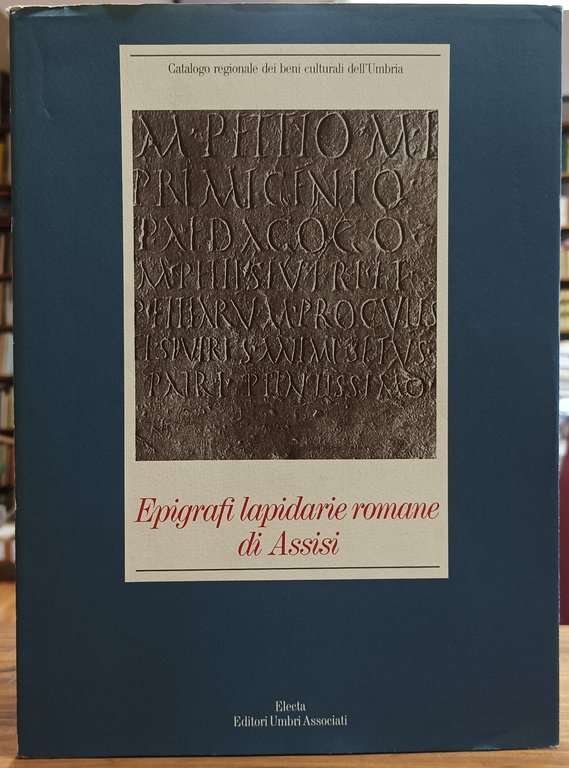 Catalogo regionale dei beni culturali dell'Umbria
M·PETTIO·M·L
PRIMIGENIO
PAEDAGOGO
PATRI·PIENTISSIMO
Epigrafi lapidarie romane
di Assisi
Electa
Editori Umbri Associati